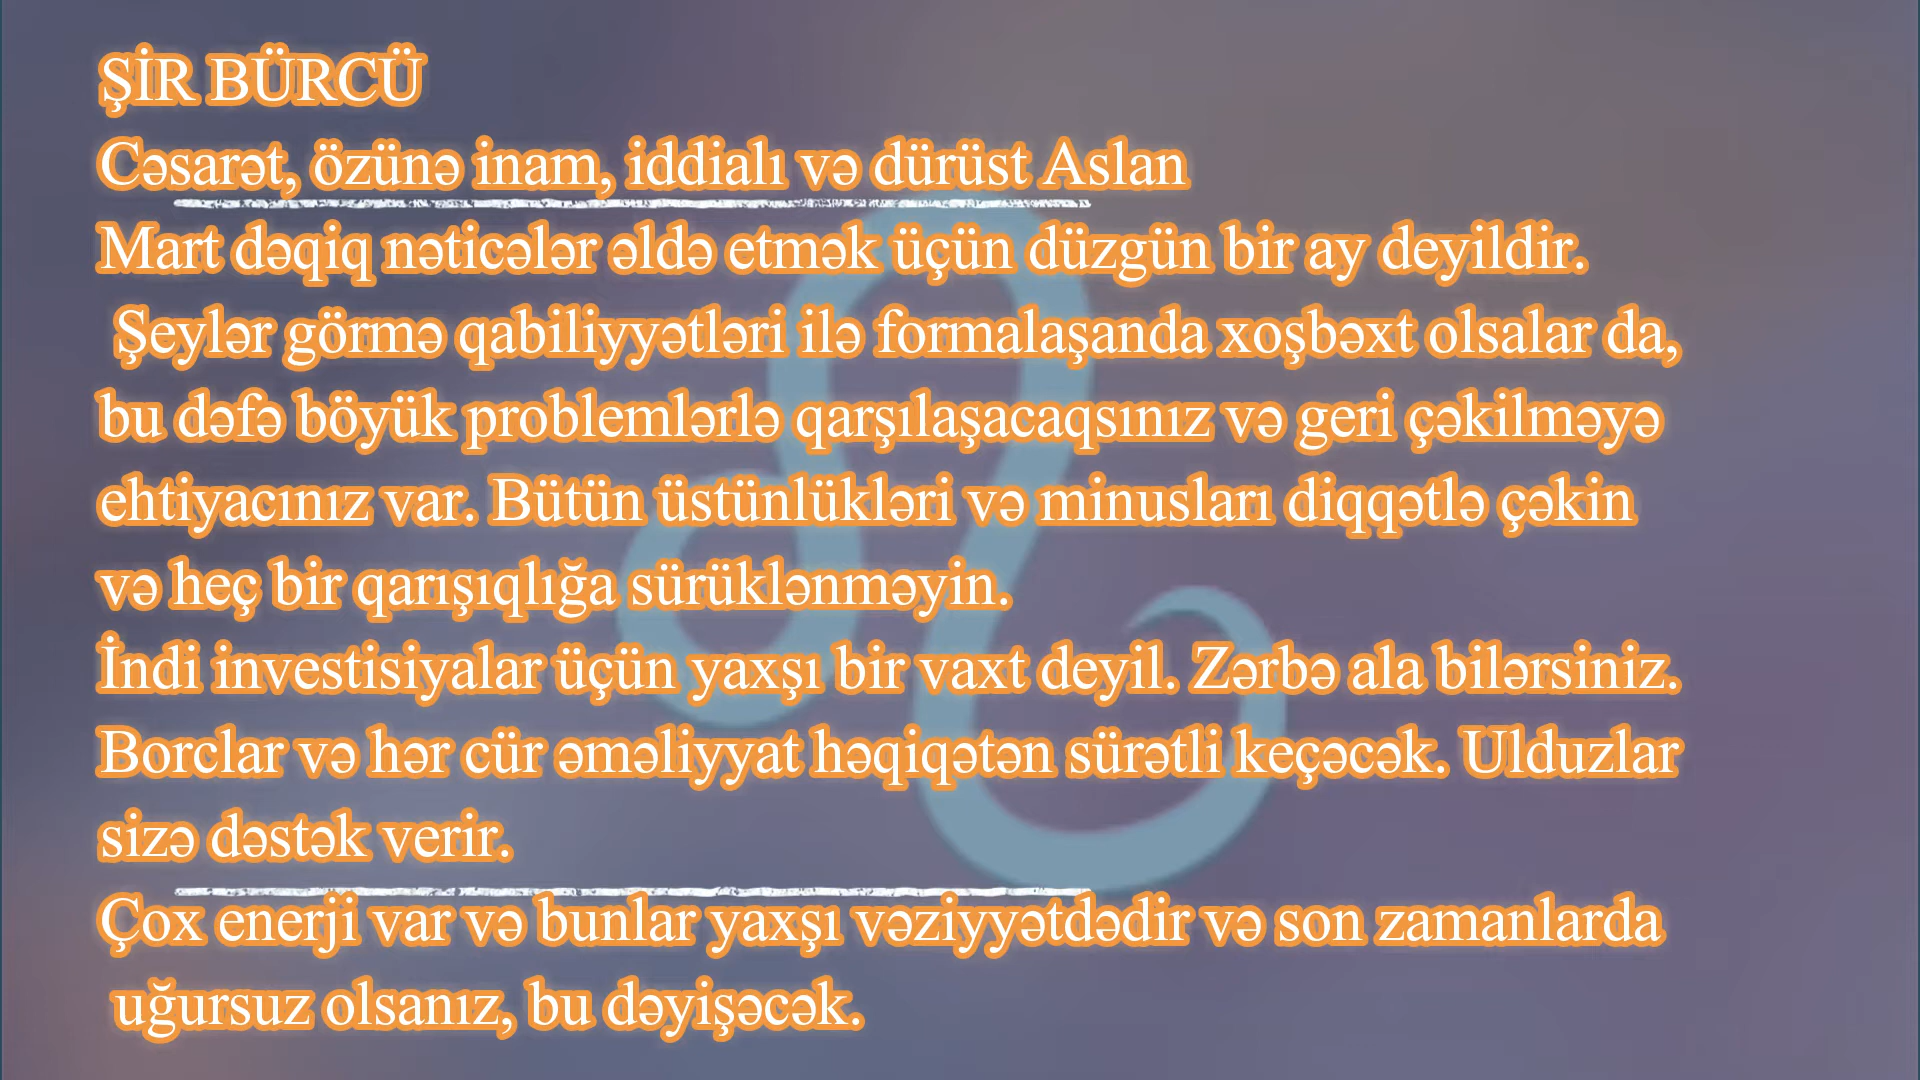 ŞİR BÜRCÜ
Cəsarət, özünə inam, iddialı və dürüst Aslan
Mart dəqiq nəticələr əldə etmək üçün düzgün bir ay deyildir.
Şeylər görmə qabiliyyətləri ilə formalaşanda xoşbəxt olsalar da,
bu dəfə böyük problemlərlə qarşılaşacaqsınız və geri çəkilməyə
ehtiyacınız var. Bütün üstünlükləri və minusları diqqətlə çəkin
və heç bir qarışıqlığa sürüklənməyin.
İndi investisiyalar üçün yaxşı bir vaxt deyil. Zərbə ala bilərsiniz.
Borclar və hər cür əməliyyat həqiqətən sürətli keçəcək. Ulduzlar
sizə dəstək verir.
Çox enerji var və bunlar yaxşı vəziyyətdədir və son zamanlarda
uğursuz olsanız, bu dəyişəcək.